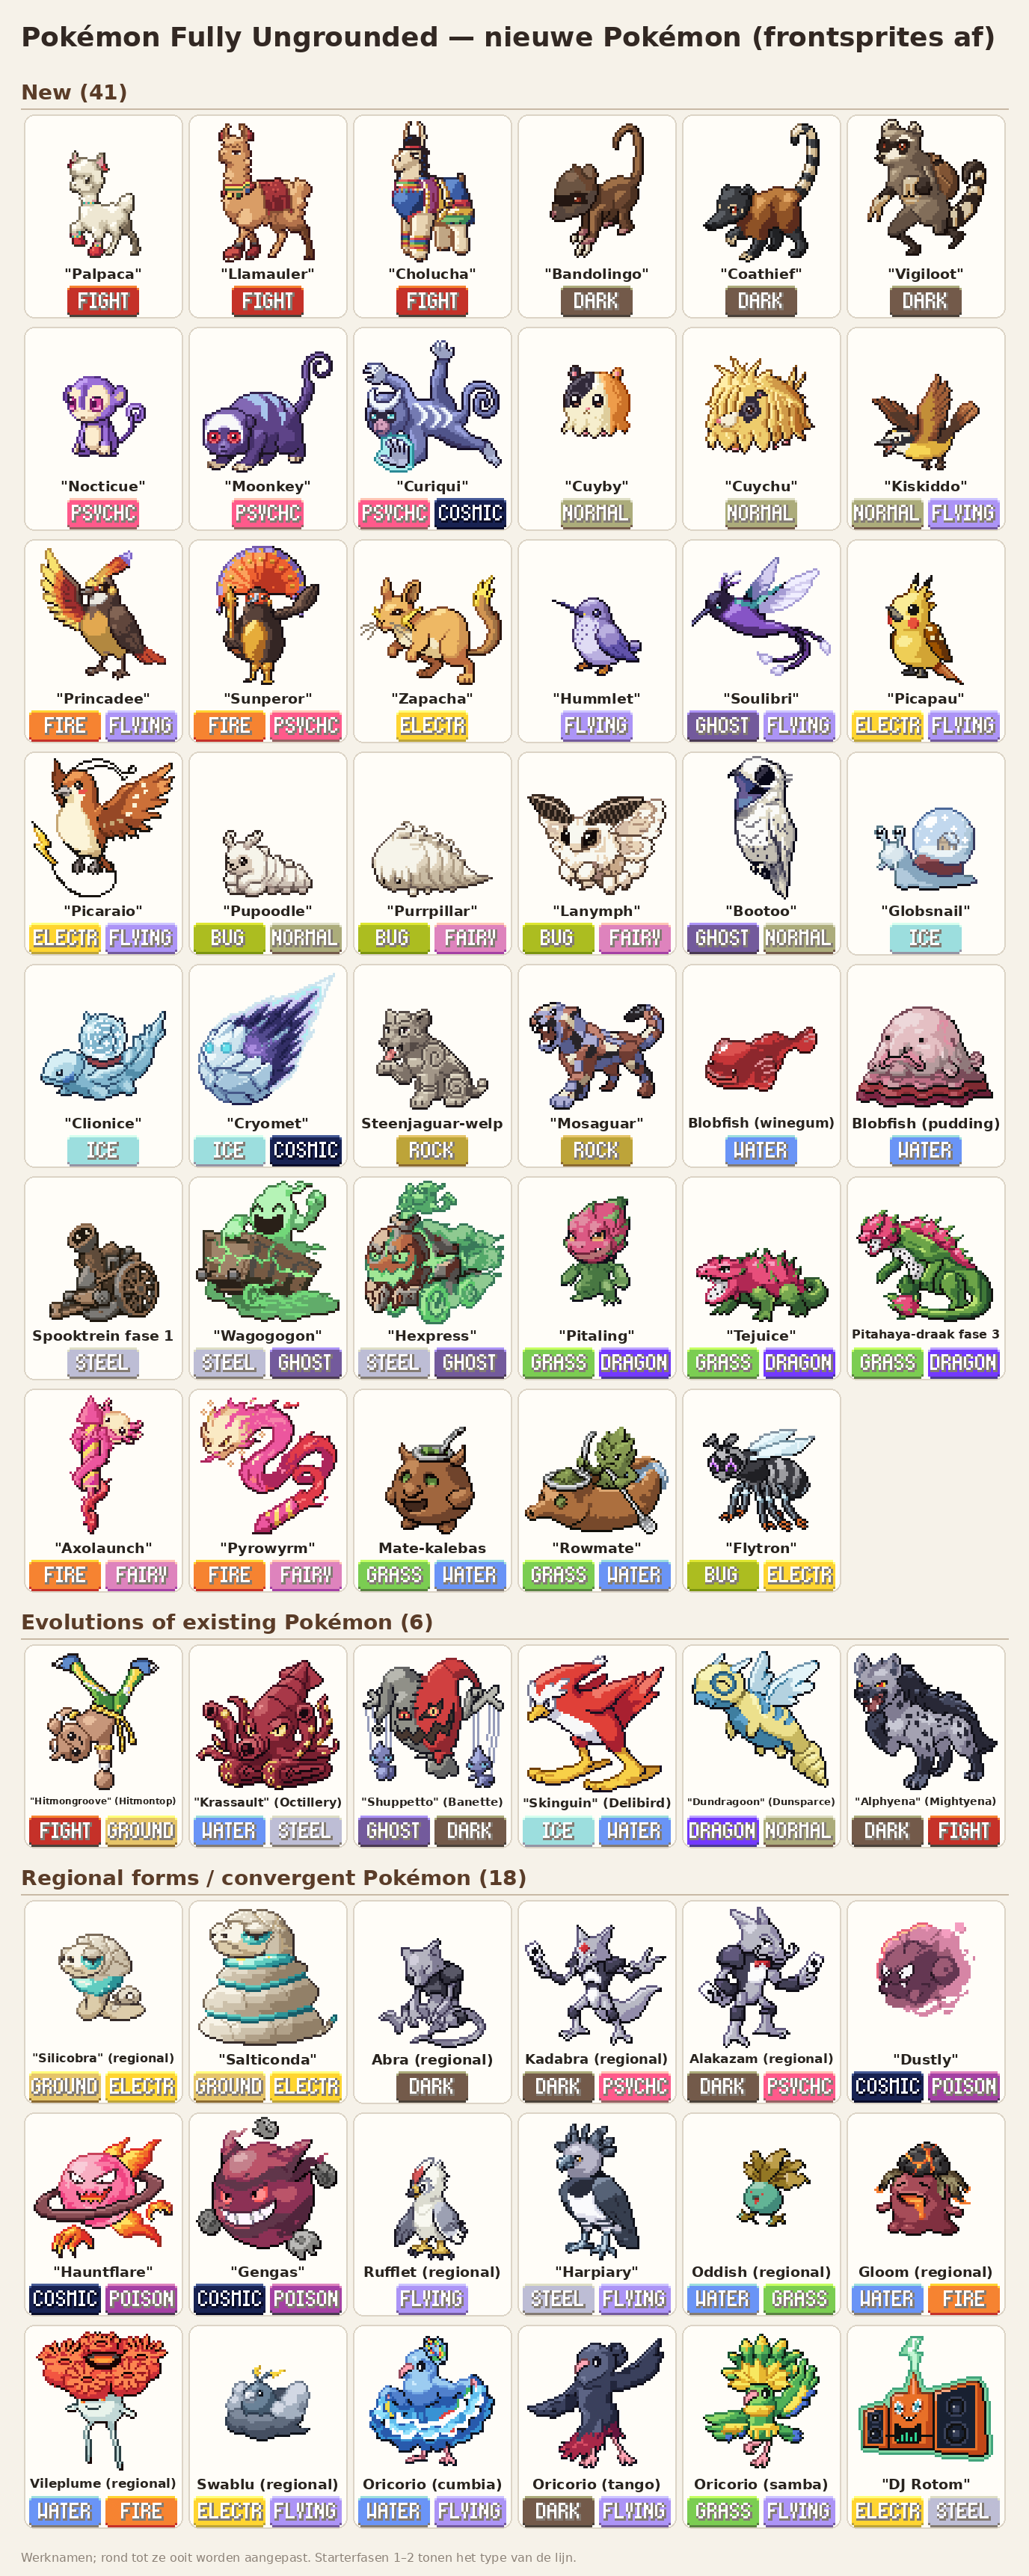 Pokémon Fully Ungrounded — nieuwe Pokémon (frontsprites af)
New (41)
"Palpaca" "Llamauler" "Cholucha" "Bandolingo" "Coathief" "Vigiloot"
FIGHT FIGHT FIGHT DARK DARK DARK
"Nocticue" "Moonkey" "Curiqui" "Cuyby" "Cuychu" "Kiskiddo"
PSYCHC PSYCHC PSYCHC COSMIC NORMAL NORMAL NORMAL FLYING
"Princadee" "Sunperor" "Zapacha" "Hummlet" "Soulibri" "Picapau"
FIRE FLYING FIRE PSYCHC ELECTR FLYING GHOST FLYING ELECTR FLYING
"Picaraio" "Pupoodle" "Purrpillar" "Lanymph" "Bootoo" "Globsnail"
ELECTR FLYING BUG NORMAL BUG FAIRY BUG FAIRY GHOST NORMAL ICE
"Clionice" "Cryomet" Steenjaguar-welp "Mosaguar" Blobfish (winegum) Blobfish (pudding)
ICE ICE COSMIC ROCK ROCK WATER WATER
Spooktrein fase 1 "Wagogogon" "Hexpress" "Pitaling" "Tejuice" Pitahaya-draak fase 3
STEEL STEEL GHOST STEEL GHOST GRASS DRAGON GRASS DRAGON GRASS DRAGON
"Axolaunch" "Pyrowyrm" Mate-kalebas "Rowmate" "Flytron"
FIRE FAIRY FIRE FAIRY GRASS WATER GRASS WATER BUG ELECTR
Evolutions of existing Pokémon (6)
"Hitmongroove" (Hitmontop) "Krassault" (Octillery) "Shuppetto" (Banette) "Skinguin" (Delibird) "Dundragoon" (Dunsparce) "Alphyena" (Mightyena)
FIGHT GROUND WATER STEEL GHOST DARK ICE WATER DRAGON NORMAL DARK FIGHT
Regional forms / convergent Pokémon (18)
"Silicobra" (regional) "Salticonda" Abra (regional) Kadabra (regional) Alakazam (regional) "Dustly"
GROUND ELECTR GROUND ELECTR DARK DARK PSYCHC DARK PSYCHC COSMIC POISON
"Hauntflare" "Gengas" Rufflet (regional) "Harpiary" Oddish (regional) Gloom (regional)
COSMIC POISON COSMIC POISON FLYING STEEL FLYING WATER GRASS WATER FIRE
Vileplume (regional) Swablu (regional) Oricorio (cumbia) Oricorio (tango) Oricorio (samba) "DJ Rotom"
WATER FIRE ELECTR FLYING WATER FLYING DARK FLYING GRASS FLYING ELECTR STEEL
Werknamen; rond tot ze ooit worden aangepast. Starterfasen 1–2 tonen het type van de lijn.